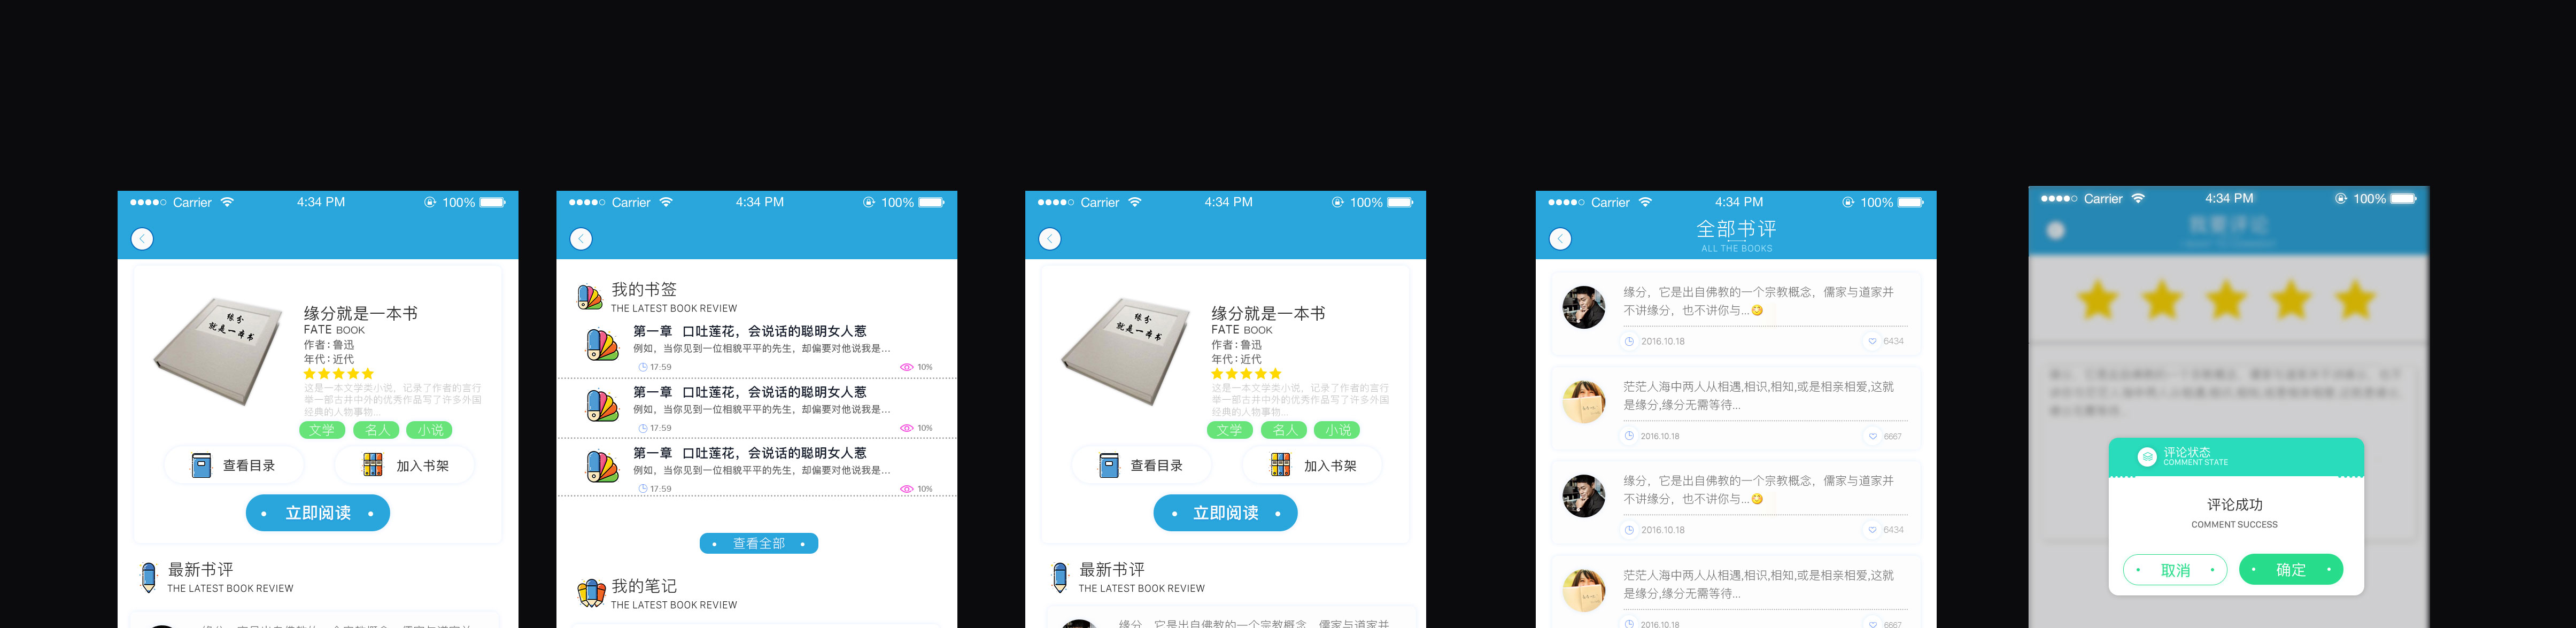 Carrier 4:34 PM 100%
缘分
就是一本书
缘分就是一本书
FATE BOOK
作者:鲁迅
年代:近代
这是一本文学类小说，记录了作者的言行
举一部古井中外的优秀作品写了许多外国
经典的人物事物...
文学 名人 小说
查看目录 加入书架
立即阅读
最新书评
THE LATEST BOOK REVIEW
Carrier 4:34 PM 100%
我的书签
THE LATEST BOOK REVIEW
第一章 口吐莲花，会说话的聪明女人惹
例如，当你见到一位相貌平平的先生，却偏要对他说我是...
17:59 10%
第一章 口吐莲花，会说话的聪明女人惹
例如，当你见到一位相貌平平的先生，却偏要对他说我是...
17:59 10%
第一章 口吐莲花，会说话的聪明女人惹
例如，当你见到一位相貌平平的先生，却偏要对他说我是...
17:59 10%
查看全部
我的笔记
THE LATEST BOOK REVIEW
Carrier 4:34 PM 100%
缘分
就是一本书
缘分就是一本书
FATE BOOK
作者:鲁迅
年代:近代
这是一本文学类小说，记录了作者的言行
举一部古井中外的优秀作品写了许多外国
经典的人物事物...
文学 名人 小说
查看目录 加入书架
立即阅读
最新书评
THE LATEST BOOK REVIEW
缘分，它是出自佛教的一个宗教概念，儒家与道家并
Carrier 4:34 PM 100%
全部书评
ALL THE BOOKS
缘分，它是出自佛教的一个宗教概念，儒家与道家并
不讲缘分，也不讲你与...
2016.10.18 6434
茫茫人海中两人从相遇,相识,相知,或是相亲相爱,这就
是缘分,缘分无需等待...
2016.10.18 6667
缘分，它是出自佛教的一个宗教概念，儒家与道家并
不讲缘分，也不讲你与...
2016.10.18 6434
茫茫人海中两人从相遇,相识,相知,或是相亲相爱,这就
是缘分,缘分无需等待...
2016.10.18 6667
Carrier 4:34 PM 100%
我要评论
评论状态
COMMENT STATE
评论成功
COMMENT SUCCESS
取消 确定